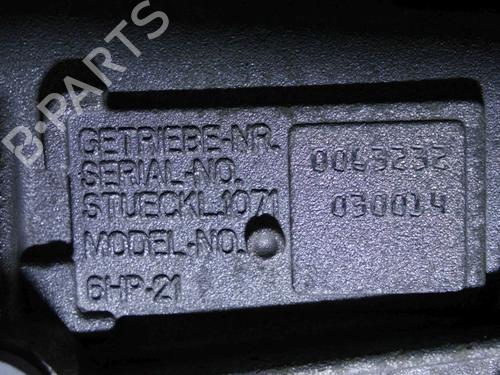 B-PARTS
GETRIEBE-NR.
SERIAL-NO. 0063232
STUECKL.1071 030014
MODEL-NO.
6HP-21